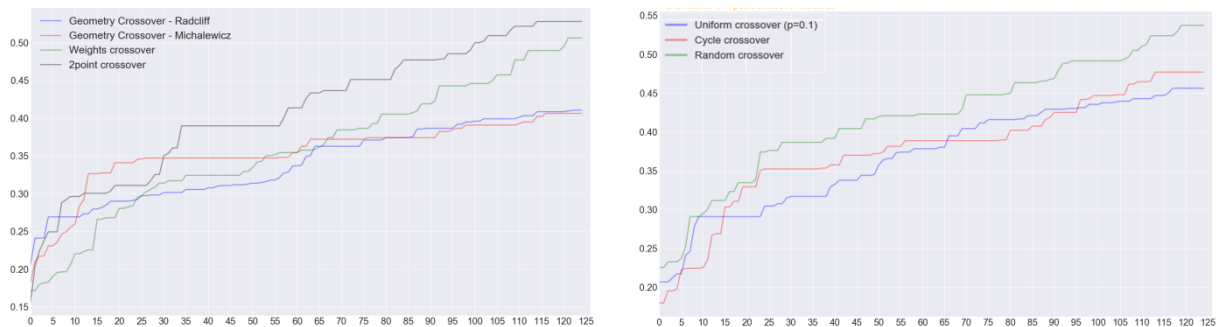 Geometry Crossover - Radcliff
Geometry Crossover - Michalewicz
Weights crossover
2point crossover
0.50
0.45
0.40
0.35
0.30
0.25
0.20
0.15
0 5 10 15 20 25 30 35 40 45 50 55 60 65 70 75 80 85 90 95 100 105 110 115 120 125
Uniform crossover (p=0.1)
Cycle crossover
Random crossover
0.55
0.50
0.45
0.40
0.35
0.30
0.25
0.20
0 5 10 15 20 25 30 35 40 45 50 55 60 65 70 75 80 85 90 95 100 105 110 115 120 125